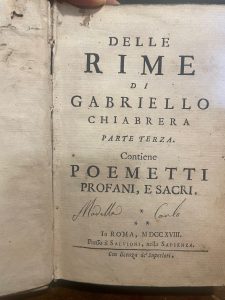 DELLE
RIME
DI
GABRIELLO
CHIABRERA
PARTE TERZA.
Contiene
POEMETTI
PROFANI, E SACRI.
Carlo
In ROMA, MDCCXVIII.
Presso il SALVIONI, nella SAPIENZA.
Con licenza de' Superiori.